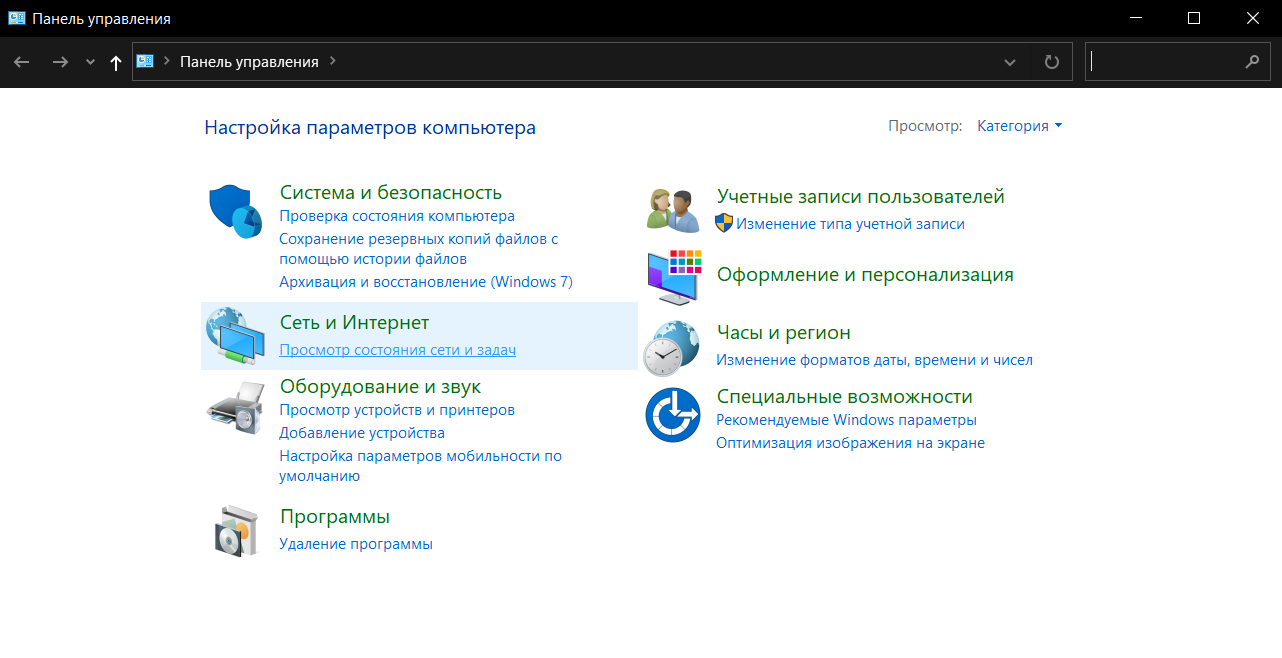 Панель управления
Панель управления
Настройка параметров компьютера
Просмотр: Категория
Система и безопасность
Проверка состояния компьютера
Сохранение резервных копий файлов с
помощью истории файлов
Архивация и восстановление (Windows 7)
Сеть и Интернет
Просмотр состояния сети и задач
Оборудование и звук
Просмотр устройств и принтеров
Добавление устройства
Настройка параметров мобильности по
умолчанию
Программы
Удаление программы
Учетные записи пользователей
Изменение типа учетной записи
Оформление и персонализация
Часы и регион
Изменение форматов даты, времени и чисел
Специальные возможности
Рекомендуемые Windows параметры
Оптимизация изображения на экране